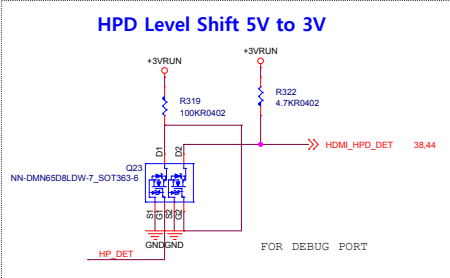 HPD Level Shift 5V to 3V
+3VRUN
+3VRUN
R322
4.7KR0402
R319
100KR0402
D1
D2
HDMI_HPD_DET 38,44
Q23
NN-DMN65D8LDW-7_SOT363-6
S1
G1
S2
G2
GND GND
HP_DET
FOR DEBUG PORT